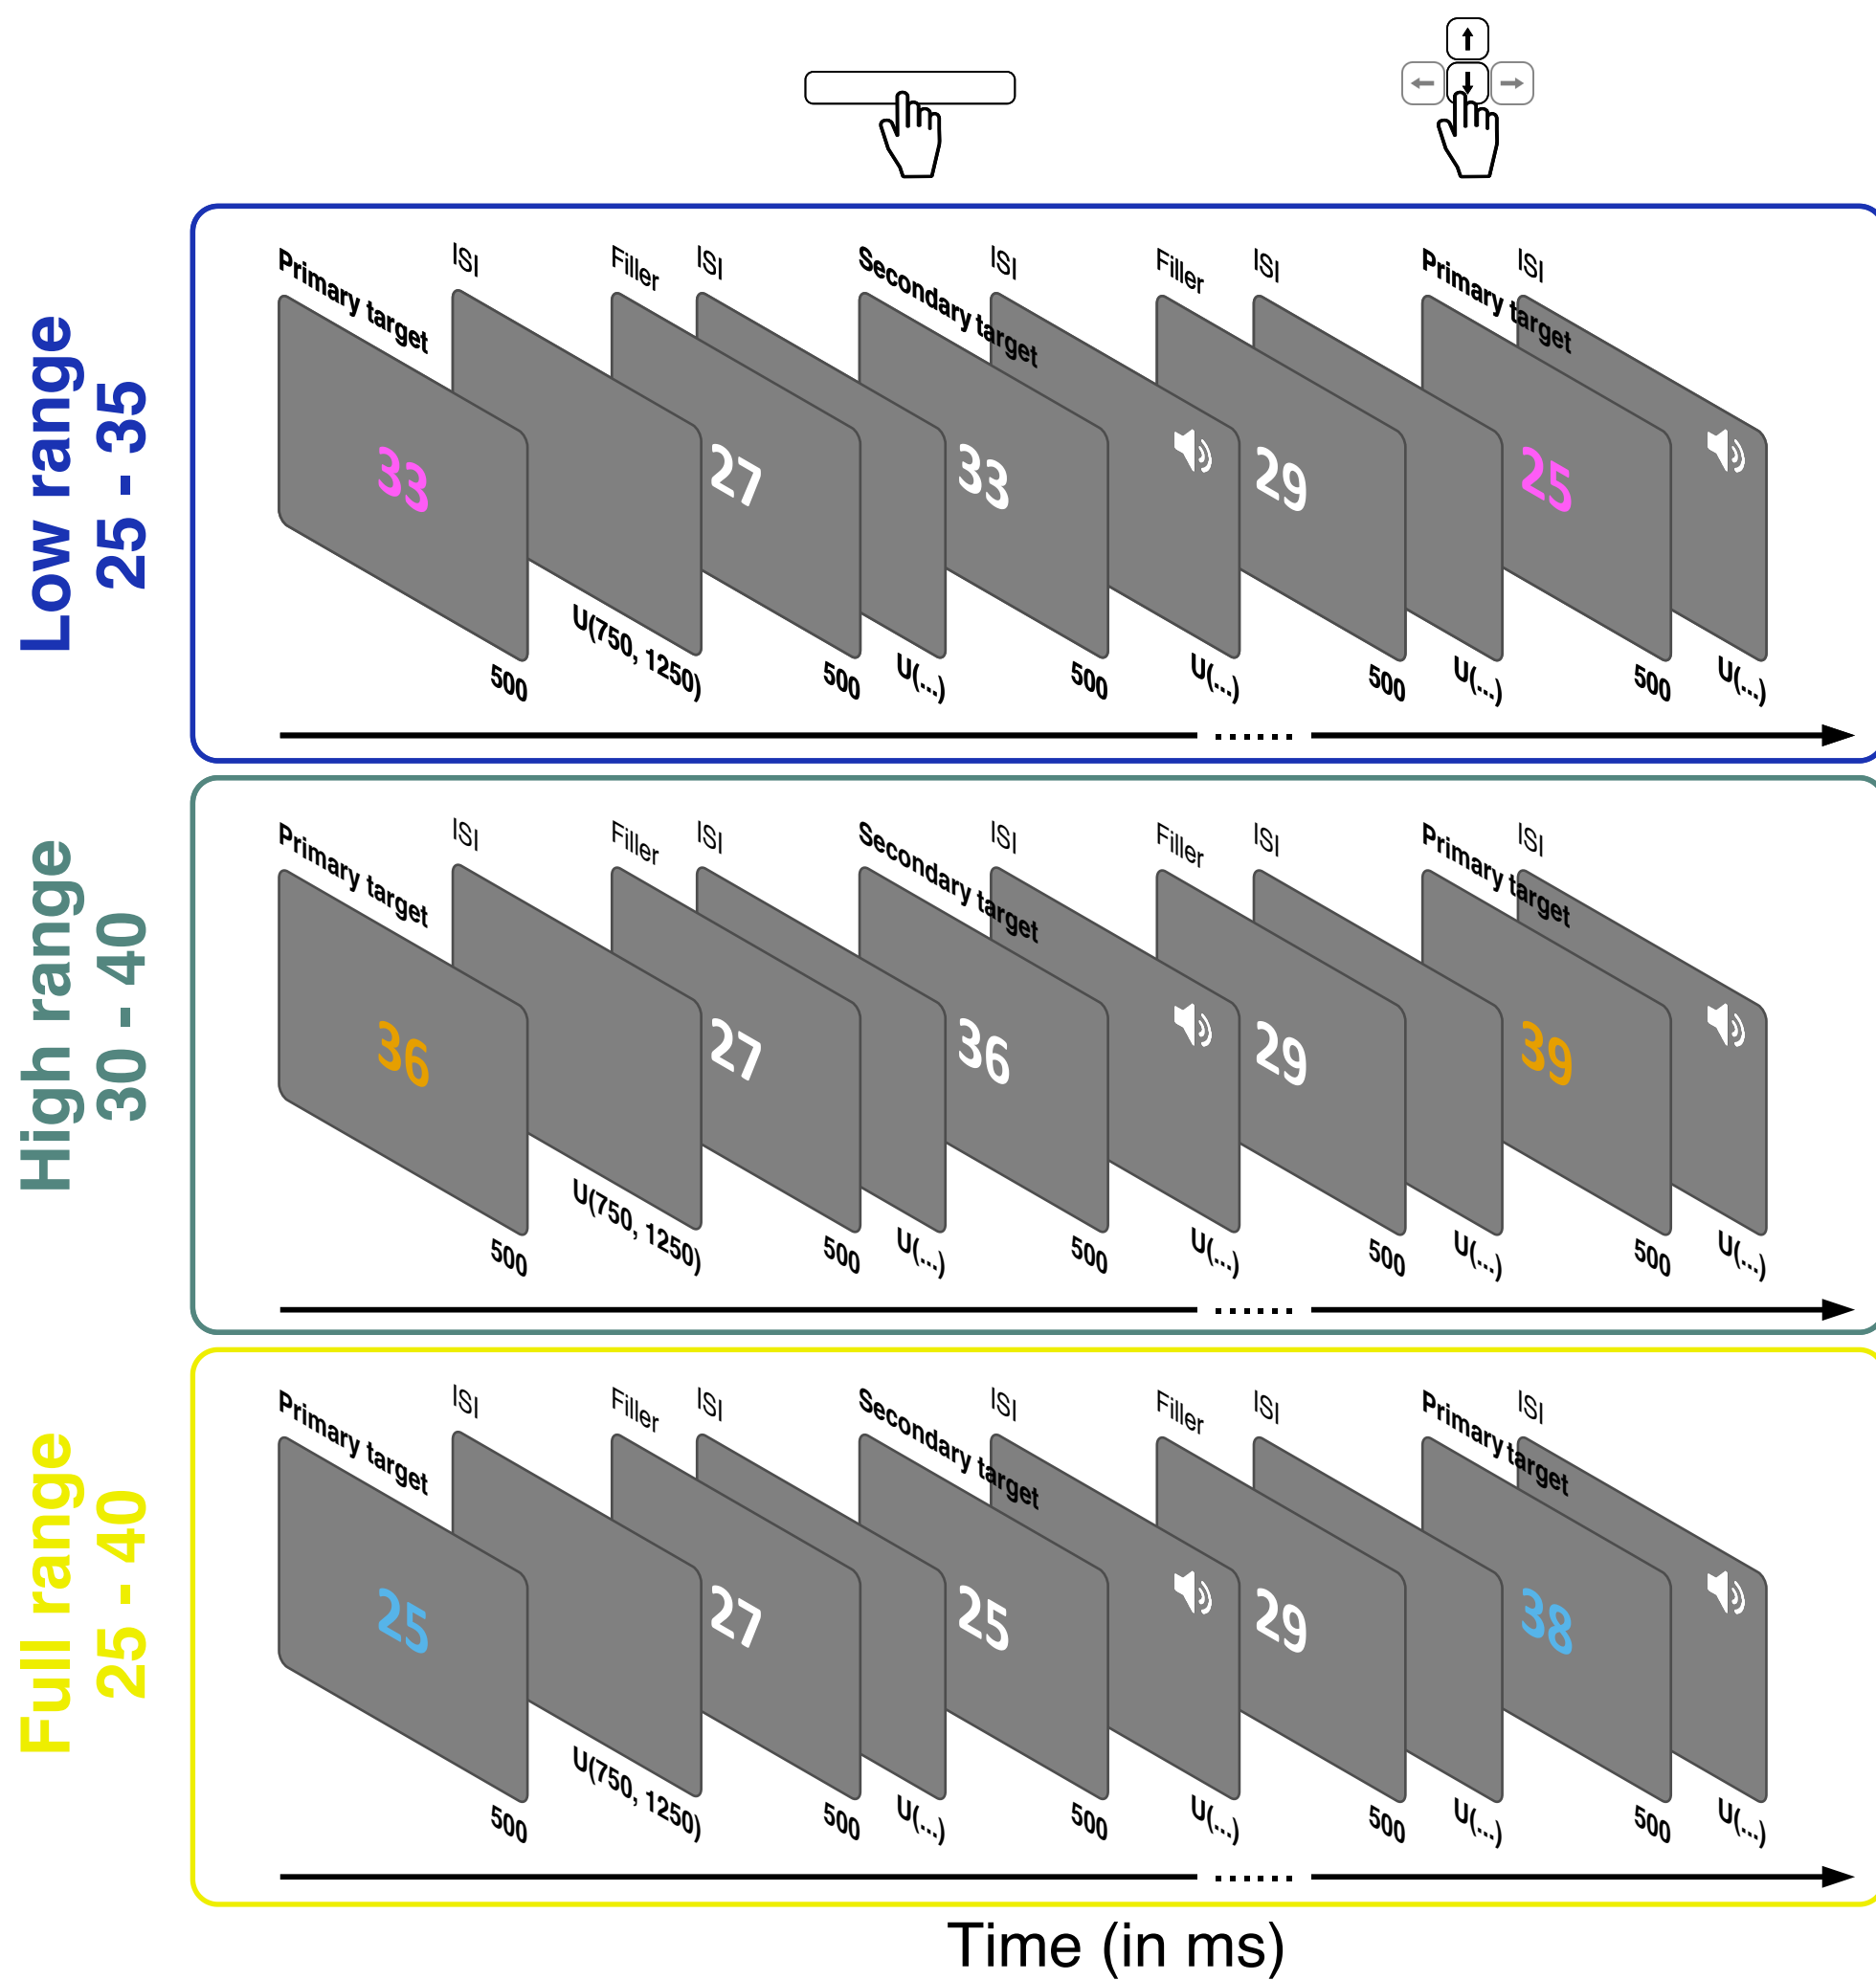 Low range
25 - 35
Primary target
ISI
Filler
ISI
Secondary target
ISI
Filler
ISI
Primary target
ISI
33
27
33
29
25
500
U(750, 1250)
500
U(...)
500
U(...)
500
U(...)
500
U(...)
......
High range
30 - 40
Primary target
ISI
Filler
ISI
Secondary target
ISI
Filler
ISI
Primary target
ISI
36
27
36
29
39
500
U(750, 1250)
500
U(...)
500
U(...)
500
U(...)
500
U(...)
......
Full range
25 - 40
Primary target
ISI
Filler
ISI
Secondary target
ISI
Filler
ISI
Primary target
ISI
25
27
25
29
38
500
U(750, 1250)
500
U(...)
500
U(...)
500
U(...)
500
U(...)
......
Time (in ms)